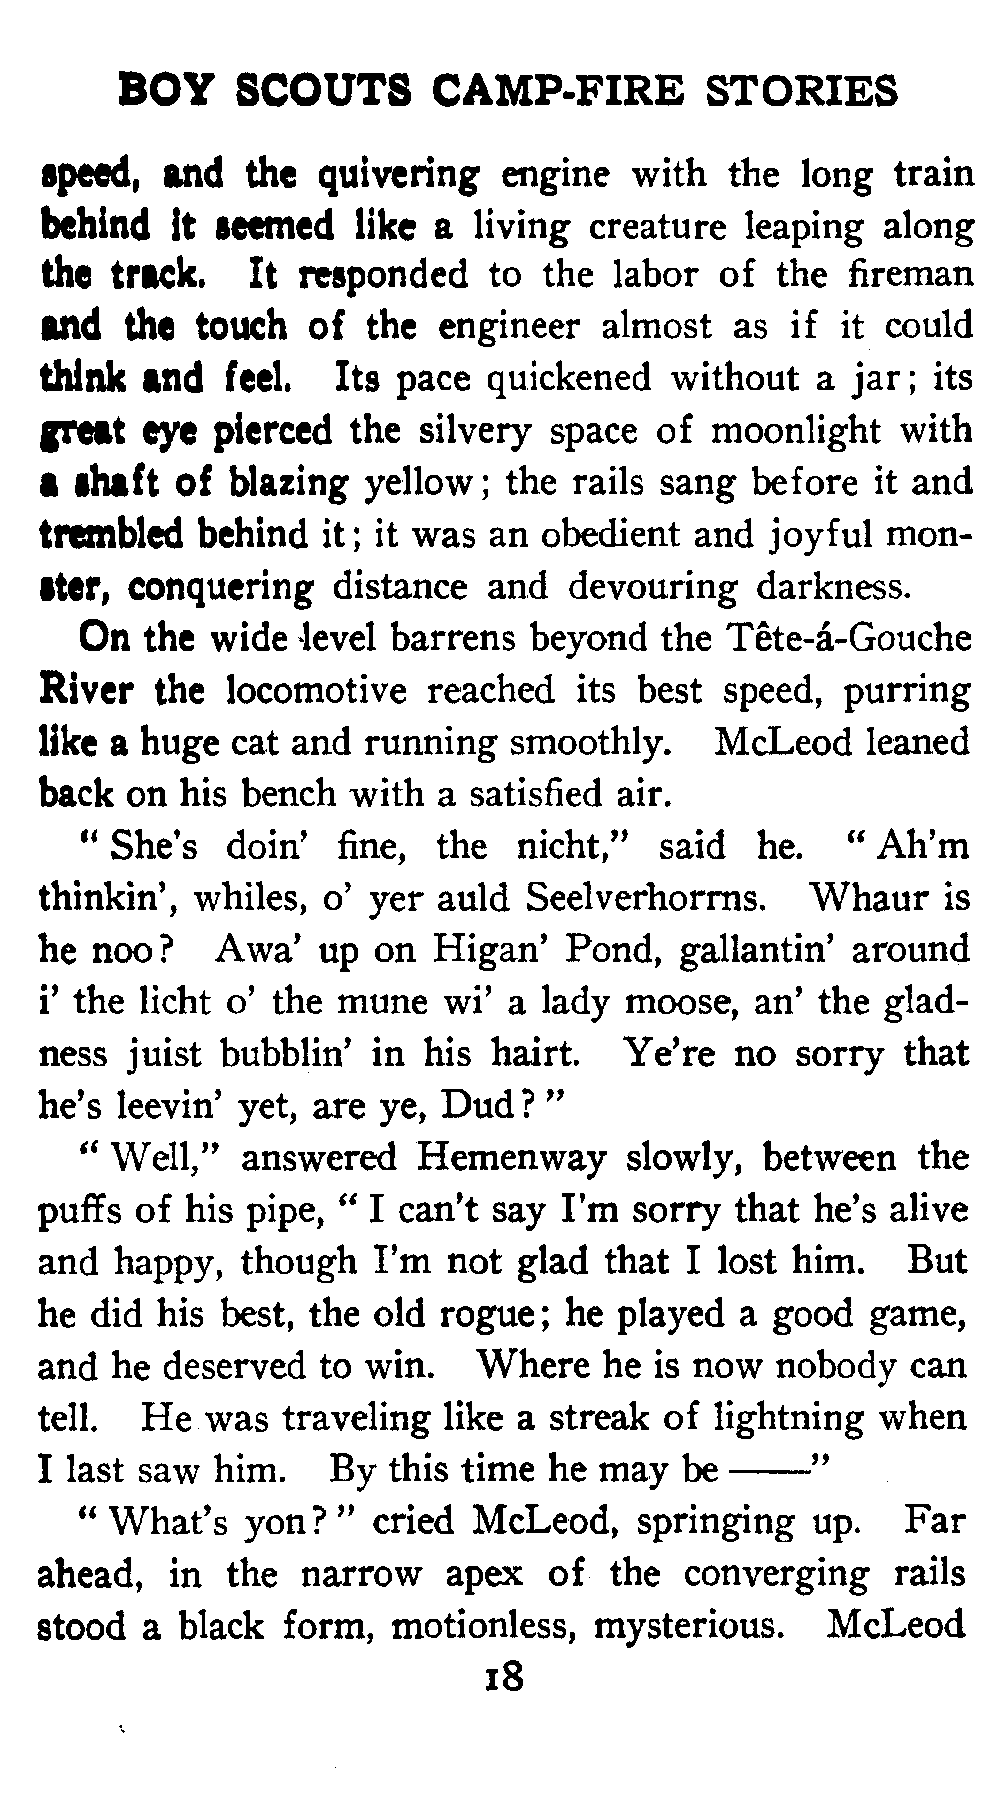 BOY SCOUTS CAMP-FIRE STORIES
speed, and the quivering engine with the long train
behind it seemed like a living creature leaping along
the track. It responded to the labor of the fireman
and the touch of the engineer almost as if it could
think and feel. Its pace quickened without a jar; its
great eye pierced the silvery space of moonlight with
a shaft of blazing yellow; the rails sang before it and
trembled behind it; it was an obedient and joyful mon-
ster, conquering distance and devouring darkness.
On the wide level barrens beyond the Tête-á-Gouche
River the locomotive reached its best speed, purring
like a huge cat and running smoothly. McLeod leaned
back on his bench with a satisfied air.
"She's doin' fine, the nicht," said he. "Ah'm
thinkin', whiles, o' yer auld Seelverhorrns. Whaur is
he noo? Awa' up on Higan' Pond, gallantin' around
i' the licht o' the mune wi' a lady moose, an' the glad-
ness juist bubblin' in his hairt. Ye're no sorry that
he's leevin' yet, are ye, Dud?"
"Well," answered Hemenway slowly, between the
puffs of his pipe, "I can't say I'm sorry that he's alive
and happy, though I'm not glad that I lost him. But
he did his best, the old rogue; he played a good game,
and he deserved to win. Where he is now nobody can
tell. He was traveling like a streak of lightning when
I last saw him. By this time he may be ——"
"What's yon?" cried McLeod, springing up. Far
ahead, in the narrow apex of the converging rails
stood a black form, motionless, mysterious. McLeod
18